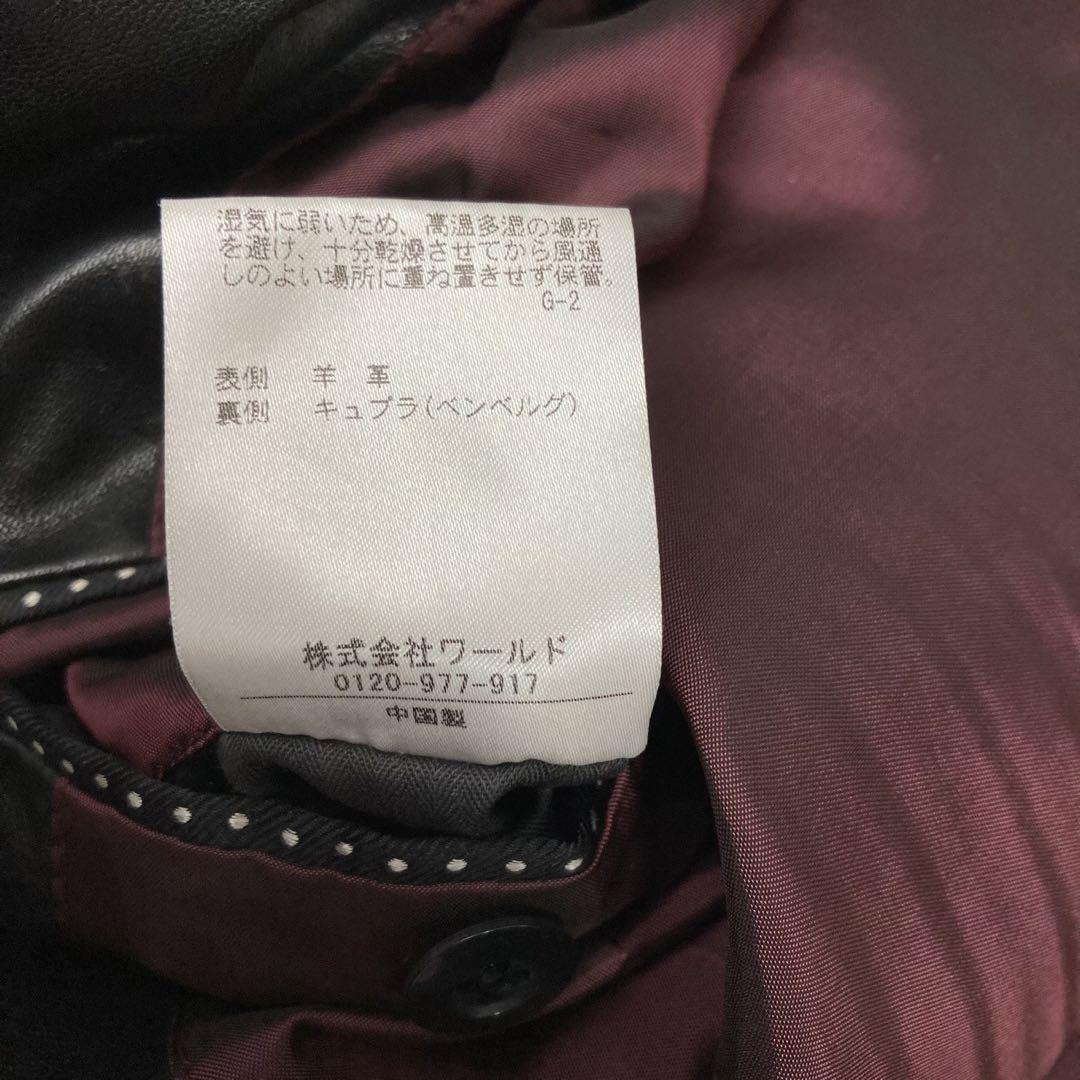 湿気に弱いため、高温多湿の場所
を避け、十分乾燥させてから風通
しのよい場所に重ね置きせず保管。
G-2
表側 羊 革
裏側 キュプラ(ベンベルグ)
株式会社ワールド
0120-977-917
中国製